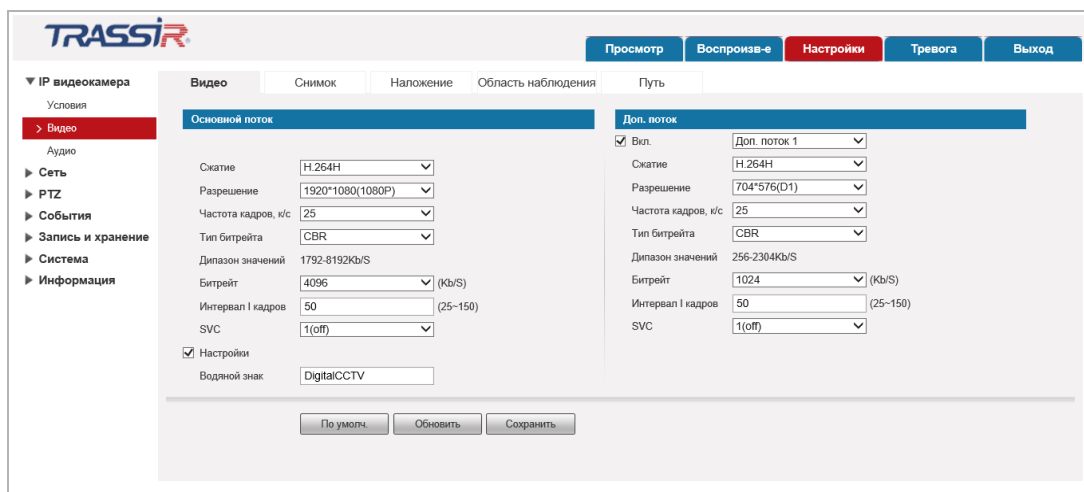 TRASSIR
Просмотр
Воспроизв-е
Настройки
Тревога
Выход
IP видеокамера
Условия
Видео
Аудио
Сеть
PTZ
События
Запись и хранение
Система
Информация
Видео
Снимок
Наложение
Область наблюдения
Путь
Основной поток
Сжатие H.264H
Разрешение 1920*1080(1080P)
Частота кадров, к/с 25
Тип битрейта CBR
Дипазон значений 1792-8192Kb/S
Битрейт 4096 (Kb/S)
Интервал I кадров 50 (25~150)
SVC 1(off)
Настройки
Водяной знак DigitalCCTV
Доп. поток
Вкл. Доп. поток 1
Сжатие H.264H
Разрешение 704*576(D1)
Частота кадров, к/с 25
Тип битрейта CBR
Дипазон значений 256-2304Kb/S
Битрейт 1024 (Kb/S)
Интервал I кадров 50 (25~150)
SVC 1(off)
По умолч.
Обновить
Сохранить